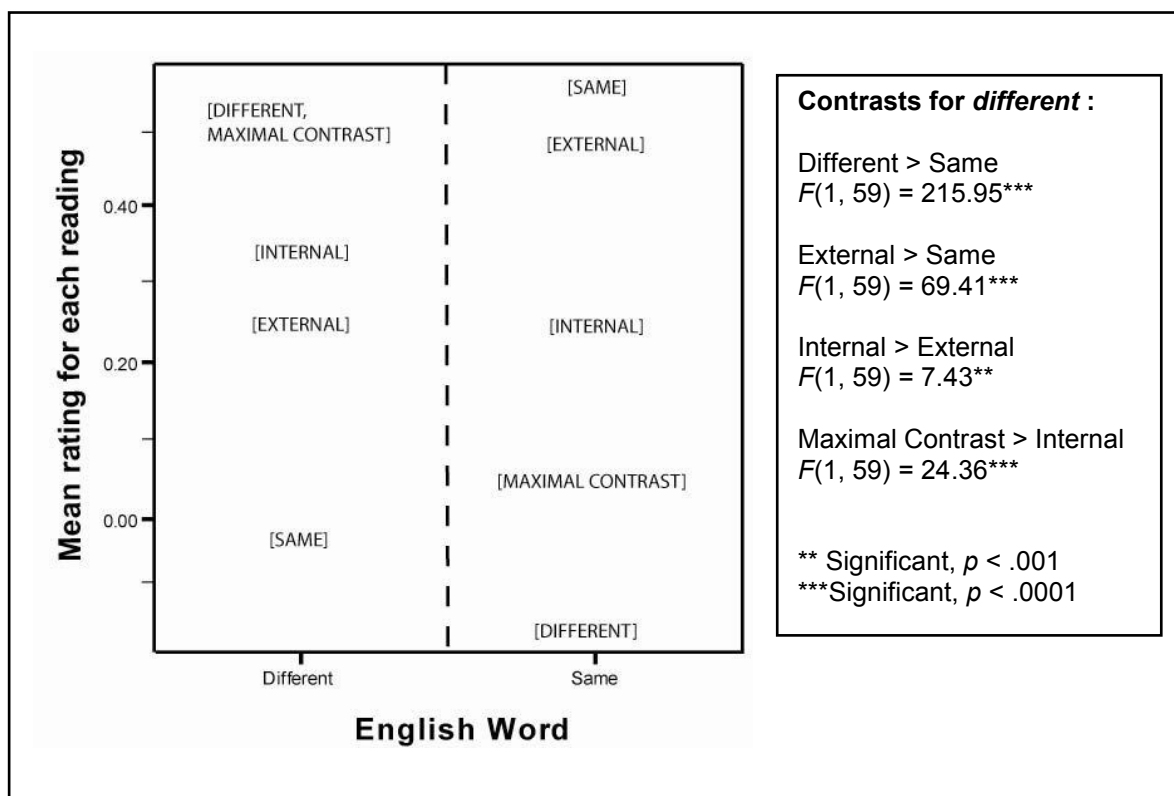 Mean rating for each reading
0.40
0.20
0.00
[DIFFERENT,
MAXIMAL CONTRAST]
[INTERNAL]
[EXTERNAL]
[SAME]
[SAME]
[EXTERNAL]
[INTERNAL]
[MAXIMAL CONTRAST]
[DIFFERENT]
Different
Same
English Word
Contrasts for different :
Different > Same
F(1, 59) = 215.95***
External > Same
F(1, 59) = 69.41***
Internal > External
F(1, 59) = 7.43**
Maximal Contrast > Internal
F(1, 59) = 24.36***
** Significant, p < .001
***Significant, p < .0001